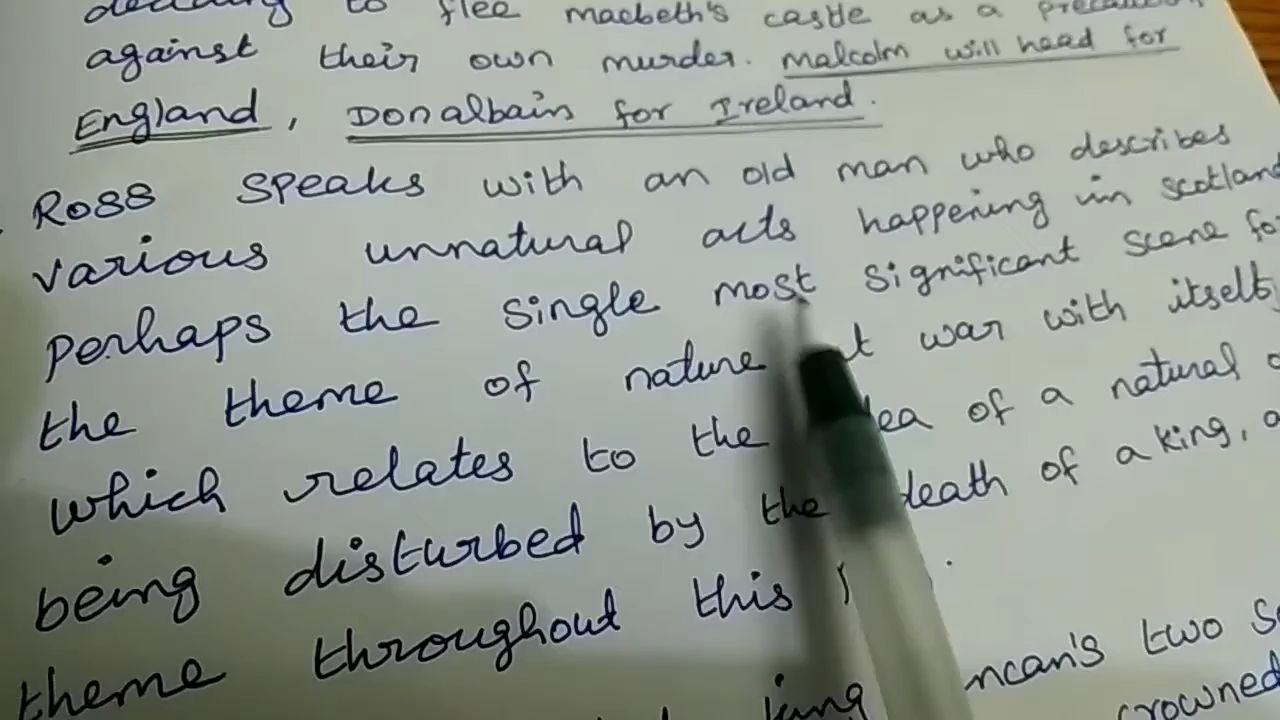 to flee macbeth's castle as a
against their own murder. malcolm will head for
England, Donalbain for Ireland.
Ross speaks with an old man who describes
various unnatural acts happening in scotland
perhaps the single most significant scene for
the theme of nature at war with itself,
which relates to the idea of a natural
being disturbed by the death of a king, a
theme throughout this
king Duncan's two
crowned